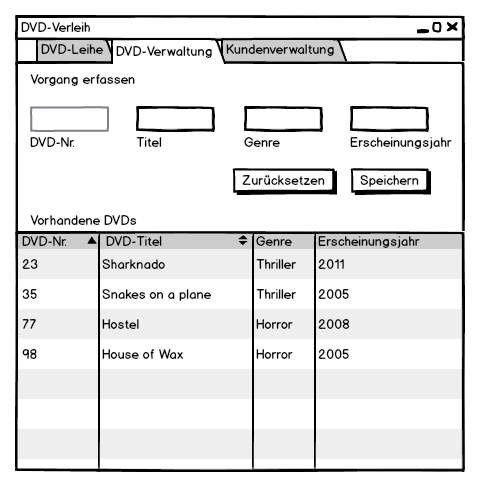 DVD-Verleih
DVD-Leihe DVD-Verwaltung Kundenverwaltung
Vorgang erfassen
DVD-Nr. Titel Genre Erscheinungsjahr
Zurücksetzen Speichern
Vorhandene DVDs
DVD-Nr. DVD-Titel Genre Erscheinungsjahr
23 Sharknado Thriller 2011
35 Snakes on a plane Thriller 2005
77 Hostel Horror 2008
98 House of Wax Horror 2005